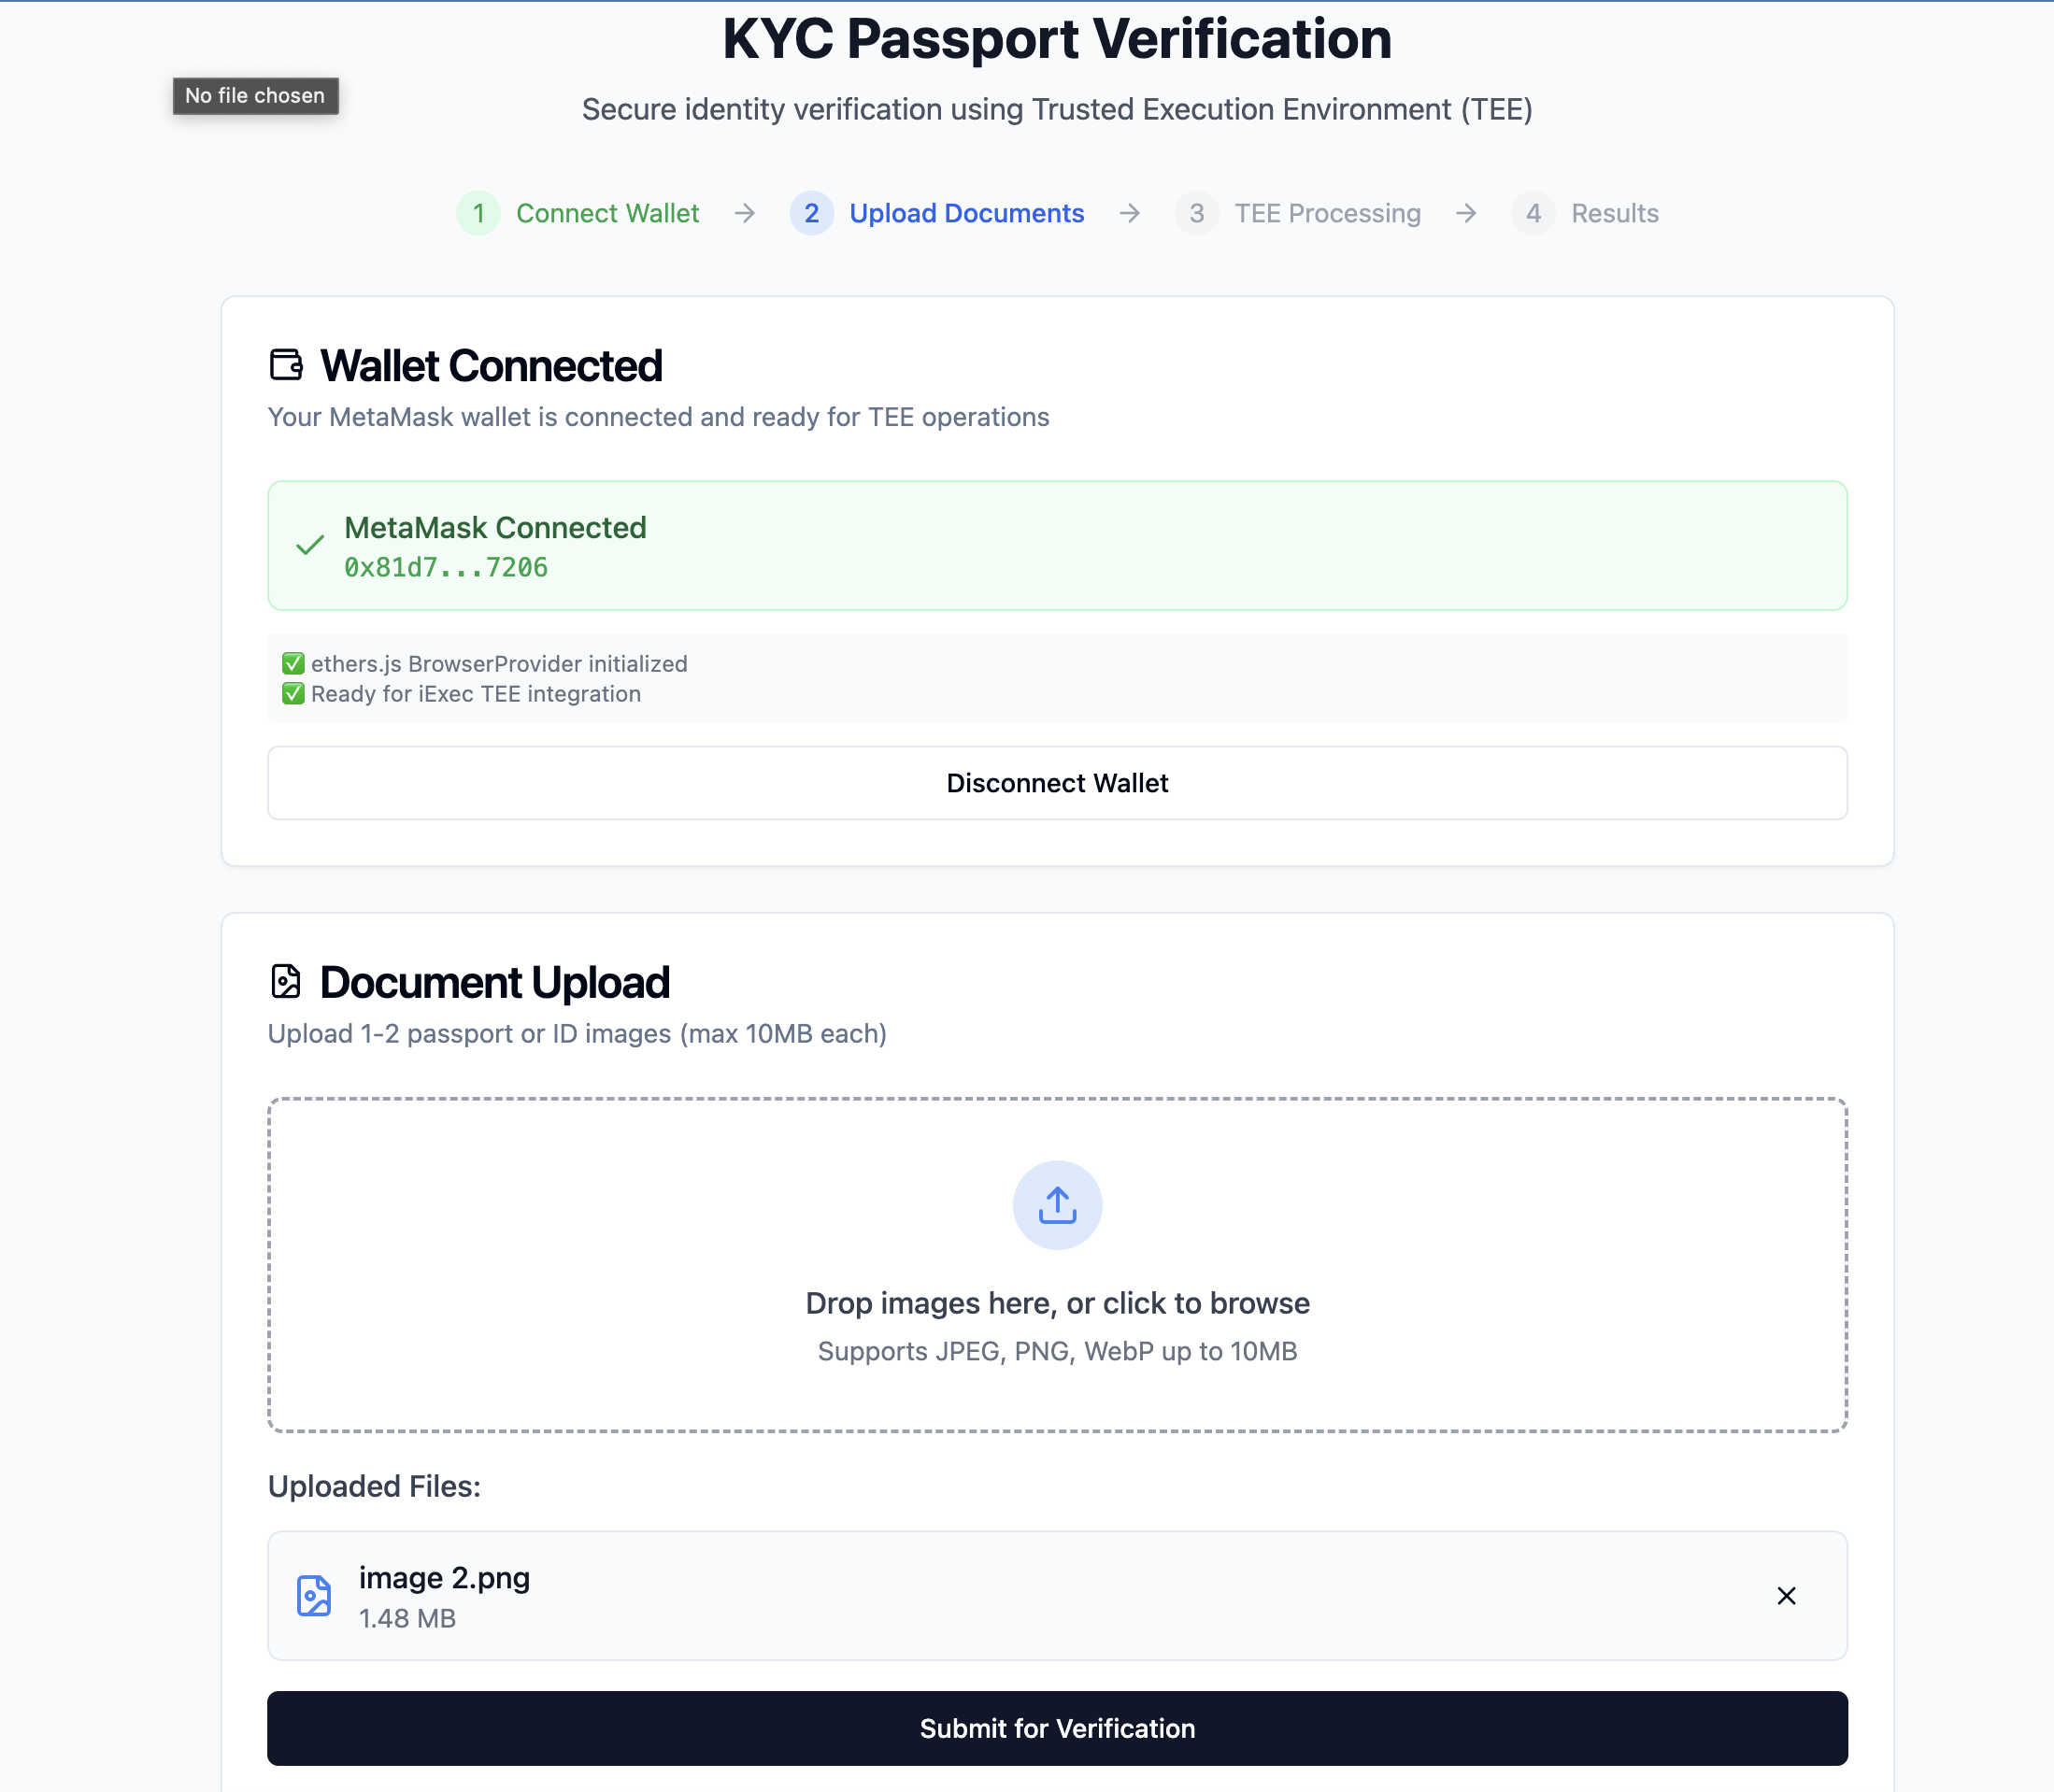 KYC Passport Verification
No file chosen
Secure identity verification using Trusted Execution Environment (TEE)
1 Connect Wallet → 2 Upload Documents → 3 TEE Processing → 4 Results
Wallet Connected
Your MetaMask wallet is connected and ready for TEE operations
MetaMask Connected
0x81d7...7206
✅ ethers.js BrowserProvider initialized
✅ Ready for iExec TEE integration
Disconnect Wallet
Document Upload
Upload 1-2 passport or ID images (max 10MB each)
Drop images here, or click to browse
Supports JPEG, PNG, WebP up to 10MB
Uploaded Files:
image 2.png
1.48 MB
Submit for Verification